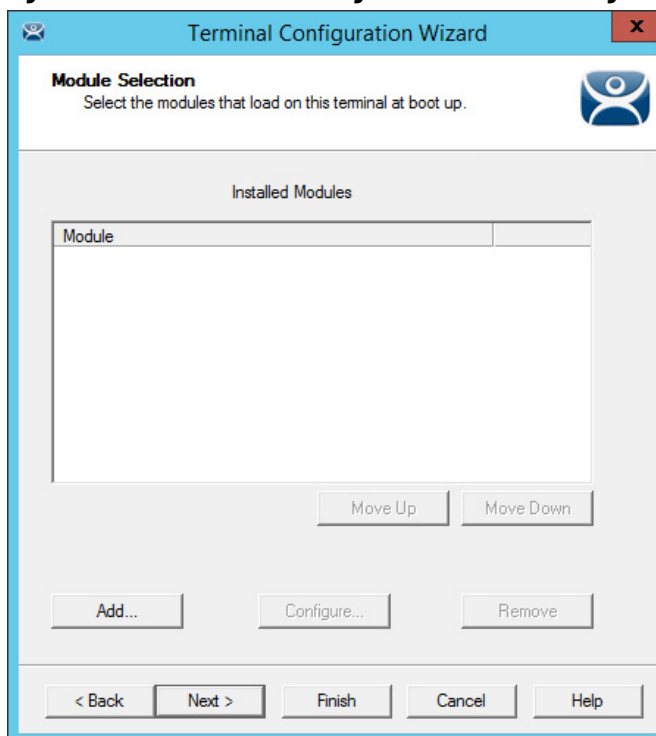 Terminal Configuration Wizard
x
Module Selection
Select the modules that load on this terminal at boot up.
Installed Modules
Module
Move Up Move Down
Add... Configure... Remove
< Back Next > Finish Cancel Help